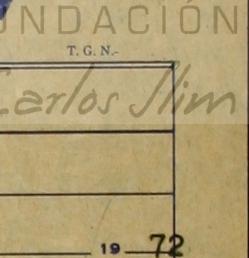 UNDACIÓN
T. G. N.-
Carlos Slim
19 72